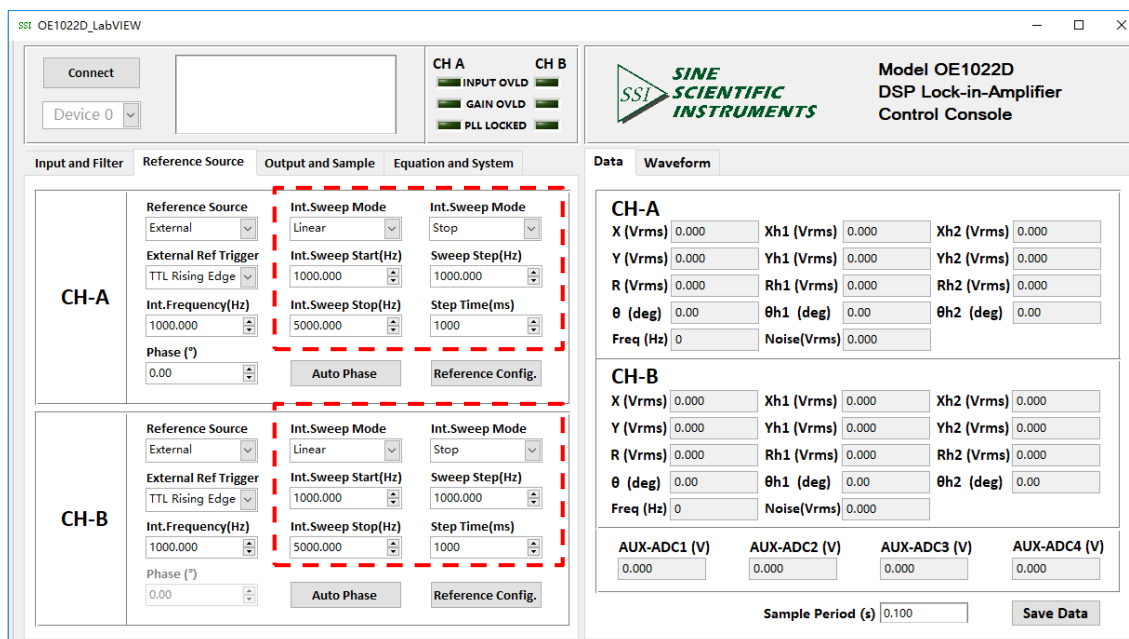 SSI OE1022D_LabVIEW
Connect
Device 0
CH A CH B
INPUT OVLD
GAIN OVLD
PLL LOCKED
SSI
SINE
SCIENTIFIC
INSTRUMENTS
Model OE1022D
DSP Lock-in-Amplifier
Control Console
Input and Filter Reference Source Output and Sample Equation and System
CH-A
Reference Source Int.Sweep Mode Int.Sweep Mode
External Linear Stop
External Ref Trigger Int.Sweep Start(Hz) Sweep Step(Hz)
TTL Rising Edge 1000.000 1000.000
Int.Frequency(Hz) Int.Sweep Stop(Hz) Step Time(ms)
1000.000 5000.000 1000
Phase (°)
0.00 Auto Phase Reference Config.
CH-B
Reference Source Int.Sweep Mode Int.Sweep Mode
External Linear Stop
External Ref Trigger Int.Sweep Start(Hz) Sweep Step(Hz)
TTL Rising Edge 1000.000 1000.000
Int.Frequency(Hz) Int.Sweep Stop(Hz) Step Time(ms)
1000.000 5000.000 1000
Phase (°)
0.00 Auto Phase Reference Config.
Data Waveform
CH-A
X (Vrms) 0.000 Xh1 (Vrms) 0.000 Xh2 (Vrms) 0.000
Y (Vrms) 0.000 Yh1 (Vrms) 0.000 Yh2 (Vrms) 0.000
R (Vrms) 0.000 Rh1 (Vrms) 0.000 Rh2 (Vrms) 0.000
θ (deg) 0.00 θh1 (deg) 0.00 θh2 (deg) 0.00
Freq (Hz) 0 Noise(Vrms) 0.000
CH-B
X (Vrms) 0.000 Xh1 (Vrms) 0.000 Xh2 (Vrms) 0.000
Y (Vrms) 0.000 Yh1 (Vrms) 0.000 Yh2 (Vrms) 0.000
R (Vrms) 0.000 Rh1 (Vrms) 0.000 Rh2 (Vrms) 0.000
θ (deg) 0.00 θh1 (deg) 0.00 θh2 (deg) 0.00
Freq (Hz) 0 Noise(Vrms) 0.000
AUX-ADC1 (V) AUX-ADC2 (V) AUX-ADC3 (V) AUX-ADC4 (V)
0.000 0.000 0.000 0.000
Sample Period (s) 0.100 Save Data